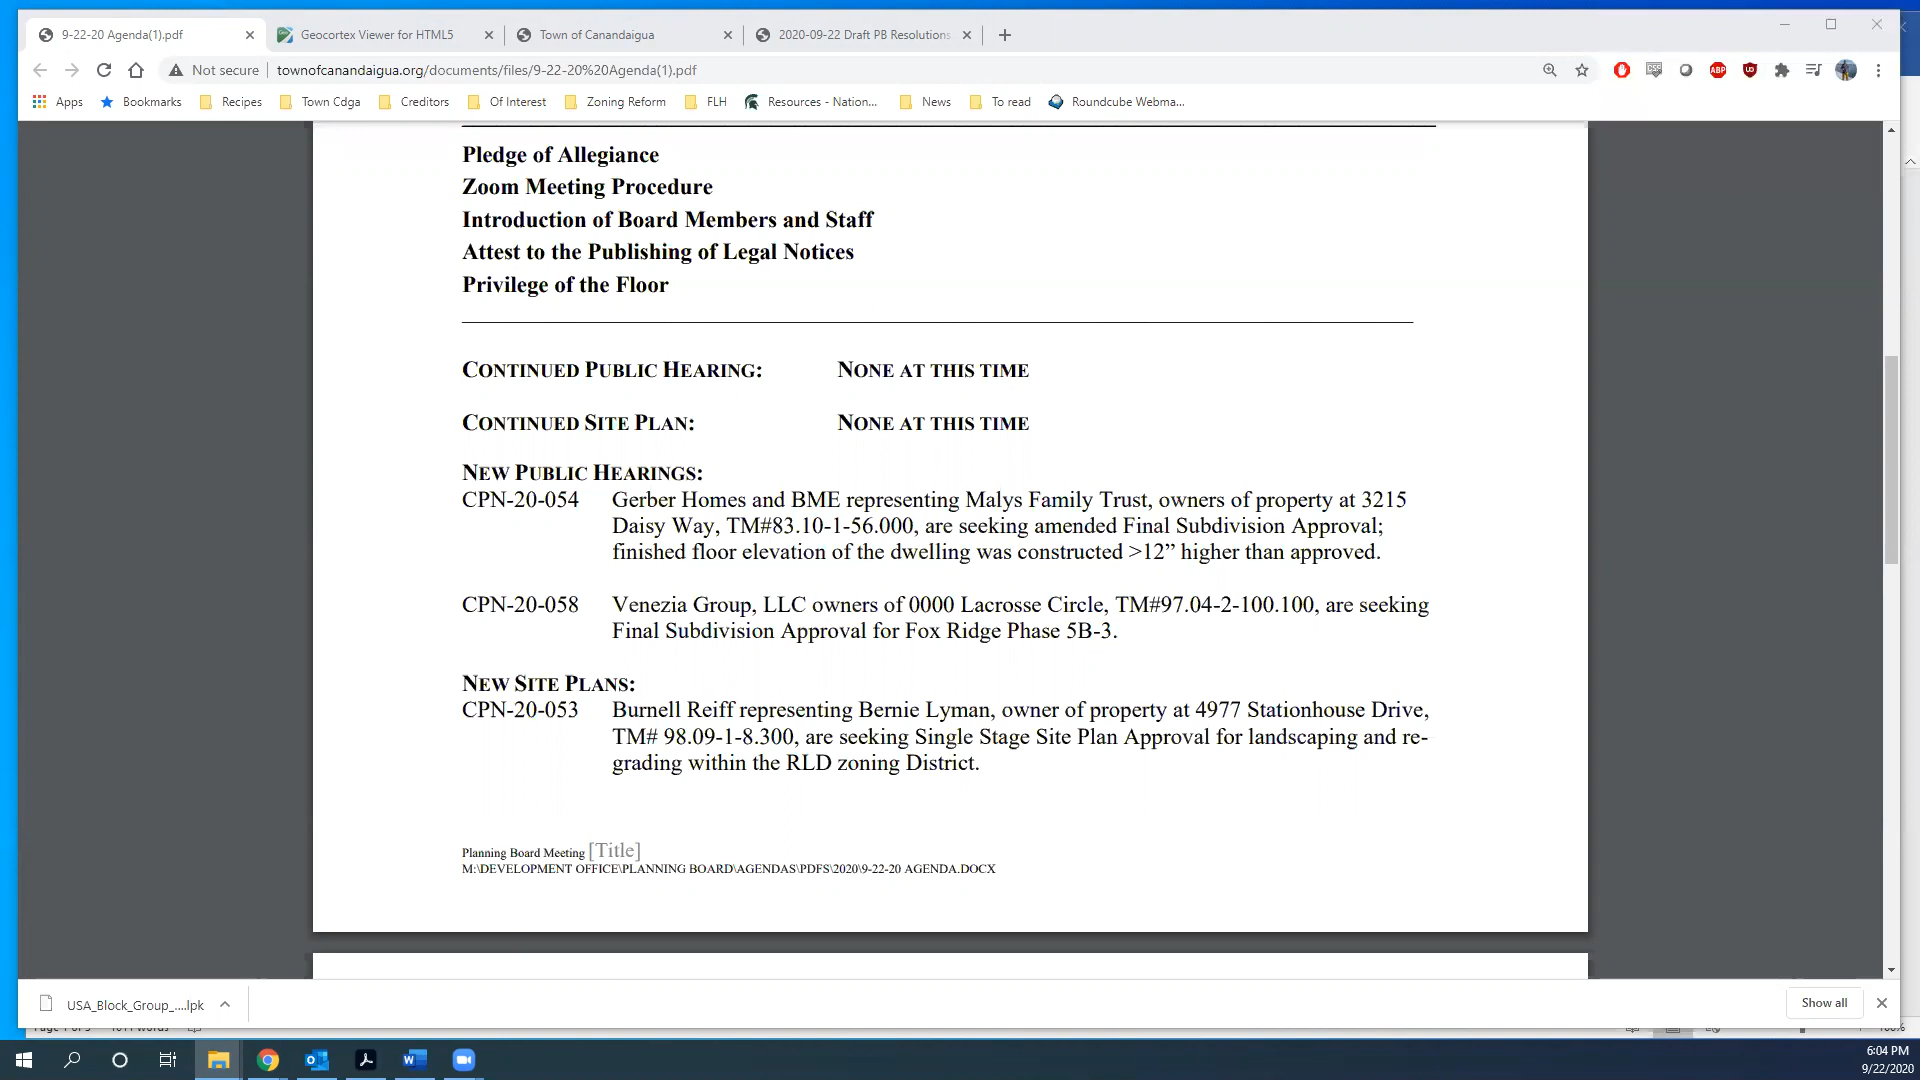 9-22-20 Agenda(1).pdf
Geocortex Viewer for HTML5
Town of Canandaigua
2020-09-22 Draft PB Resolutions
Not secure
townofcanandaigua.org/documents/files/9-22-20%20Agenda(1).pdf
Apps
Bookmarks
Recipes
Town Cdga
Creditors
Of Interest
Zoning Reform
FLH
Resources - Nation...
News
To read
Roundcube Webma...
Pledge of Allegiance
Zoom Meeting Procedure
Introduction of Board Members and Staff
Attest to the Publishing of Legal Notices
Privilege of the Floor
CONTINUED PUBLIC HEARING: NONE AT THIS TIME
CONTINUED SITE PLAN: NONE AT THIS TIME
NEW PUBLIC HEARINGS:
CPN-20-054 Gerber Homes and BME representing Malys Family Trust, owners of property at 3215
Daisy Way, TM#83.10-1-56.000, are seeking amended Final Subdivision Approval;
finished floor elevation of the dwelling was constructed >12” higher than approved.
CPN-20-058 Venezia Group, LLC owners of 0000 Lacrosse Circle, TM#97.04-2-100.100, are seeking
Final Subdivision Approval for Fox Ridge Phase 5B-3.
NEW SITE PLANS:
CPN-20-053 Burnell Reiff representing Bernie Lyman, owner of property at 4977 Stationhouse Drive,
TM# 98.09-1-8.300, are seeking Single Stage Site Plan Approval for landscaping and re-
grading within the RLD zoning District.
Planning Board Meeting [Title]
M:\DEVELOPMENT OFFICE\PLANNING BOARD\AGENDAS\PDFS\2020\9-22-20 AGENDA.DOCX
USA_Block_Group_....lpk
Show all
6:04 PM
9/22/2020